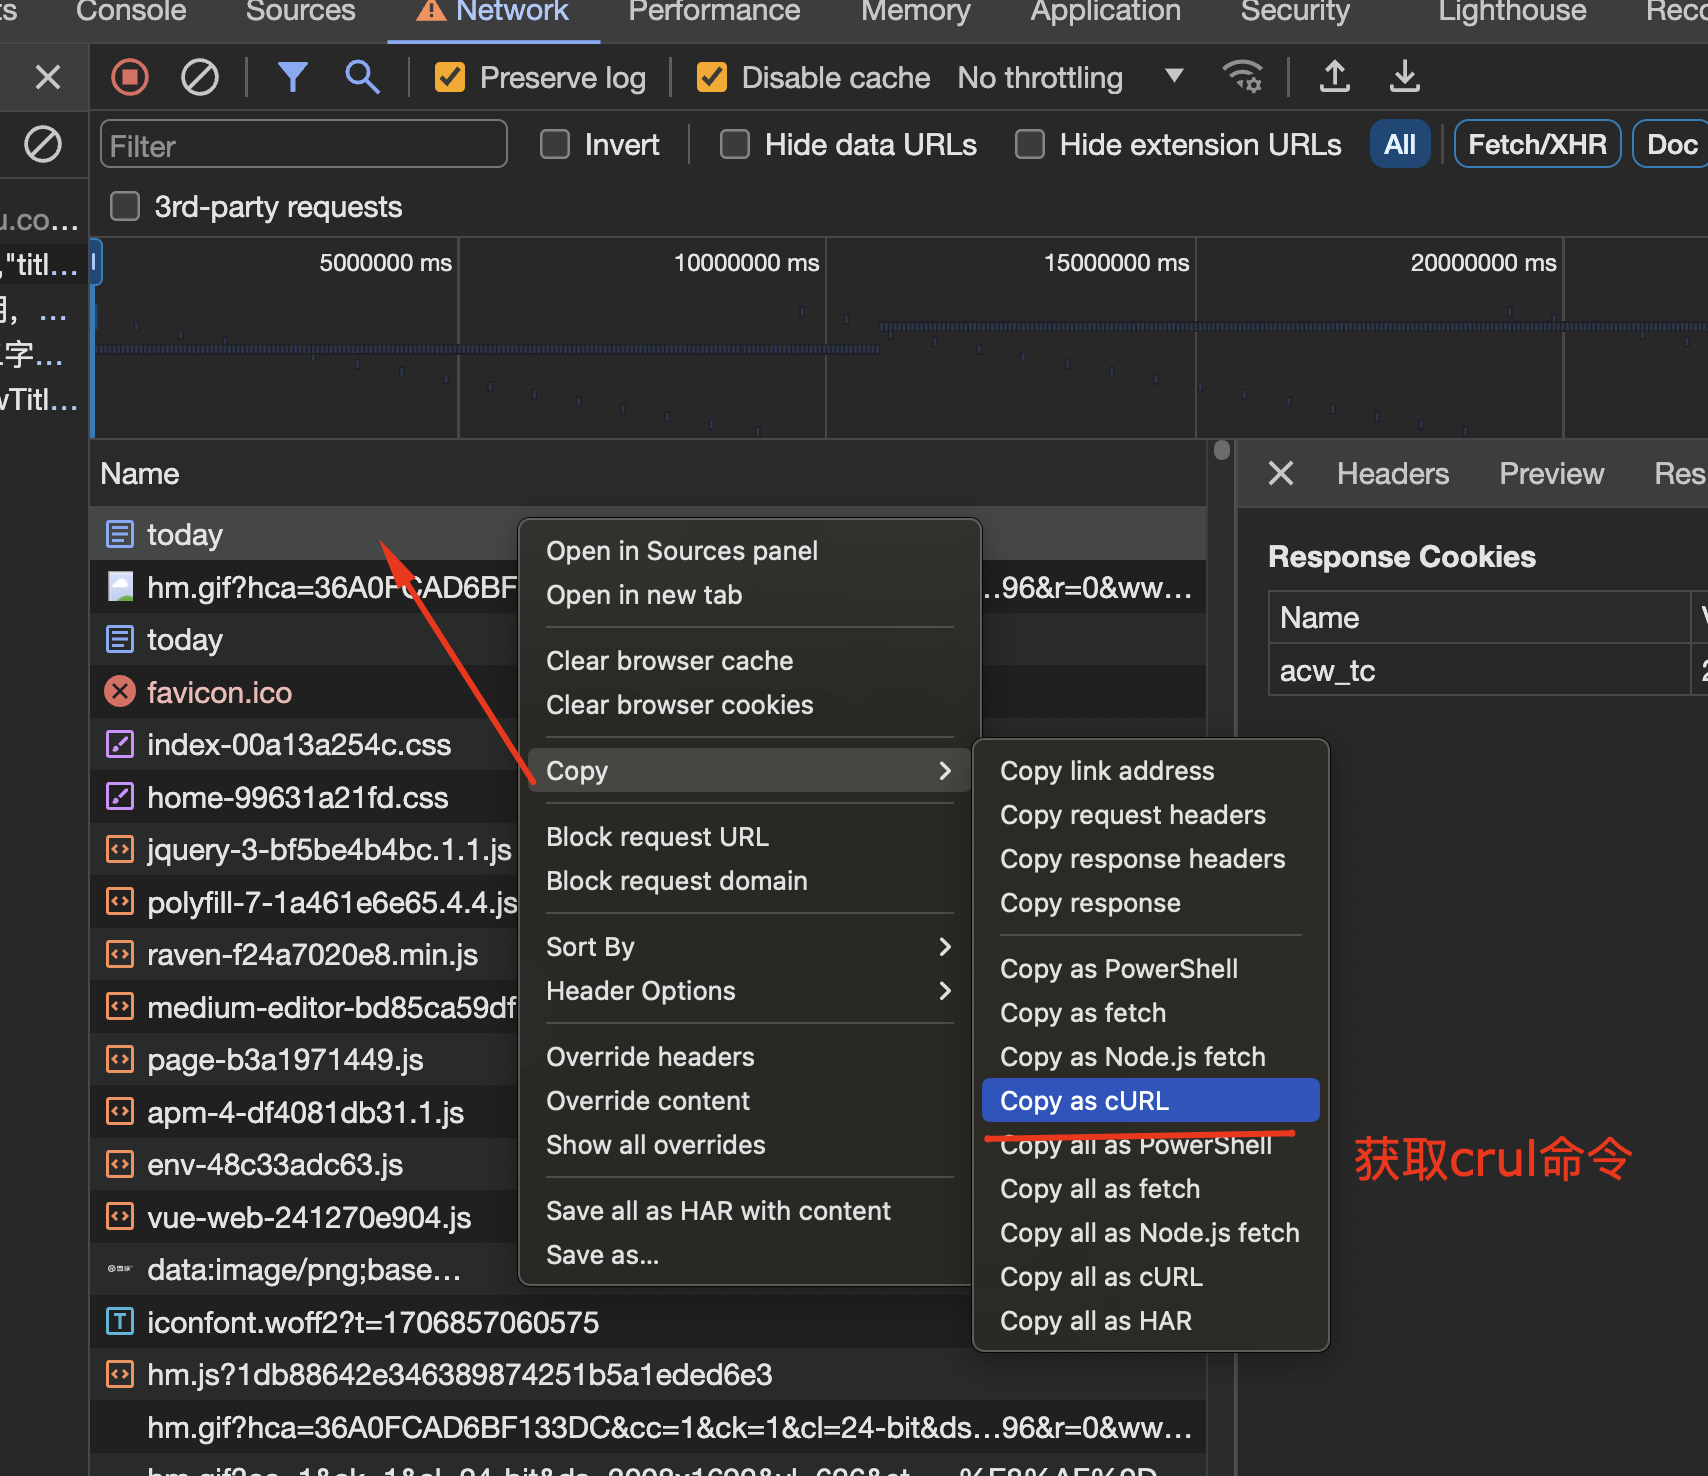 ts Console Sources Network Performance Memory Application Security Lighthouse Reco
Preserve log Disable cache No throttling
Filter Invert Hide data URLs Hide extension URLs All Fetch/XHR Doc
3rd-party requests
u.co...
,"titl...
...
字...
vTitl...
5000000 ms 10000000 ms 15000000 ms 20000000 ms
Name
today
hm.gif?hca=36A0FCAD6BF
...96&r=0&ww...
today
favicon.ico
index-00a13a254c.css
home-99631a21fd.css
jquery-3-bf5be4b4bc.1.1.js
polyfill-7-1a461e6e65.4.4.js
raven-f24a7020e8.min.js
medium-editor-bd85ca59df
page-b3a1971449.js
apm-4-df4081db31.1.js
env-48c33adc63.js
vue-web-241270e904.js
data:image/png;base...
iconfont.woff2?t=1706857060575
hm.js?1db88642e346389874251b5a1eded6e3
hm.gif?hca=36A0FCAD6BF133DC&cc=1&ck=1&cl=24-bit&ds...96&r=0&ww...
Open in Sources panel
Open in new tab
Clear browser cache
Clear browser cookies
Copy
Block request URL
Block request domain
Sort By
Header Options
Override headers
Override content
Show all overrides
Save all as HAR with content
Save as...
Copy link address
Copy request headers
Copy response headers
Copy response
Copy as PowerShell
Copy as fetch
Copy as Node.js fetch
Copy as cURL
Copy all as PowerShell
Copy all as fetch
Copy all as Node.js fetch
Copy all as cURL
Copy all as HAR
Headers Preview Res
Response Cookies
Name
acw_tc
获取crul命令